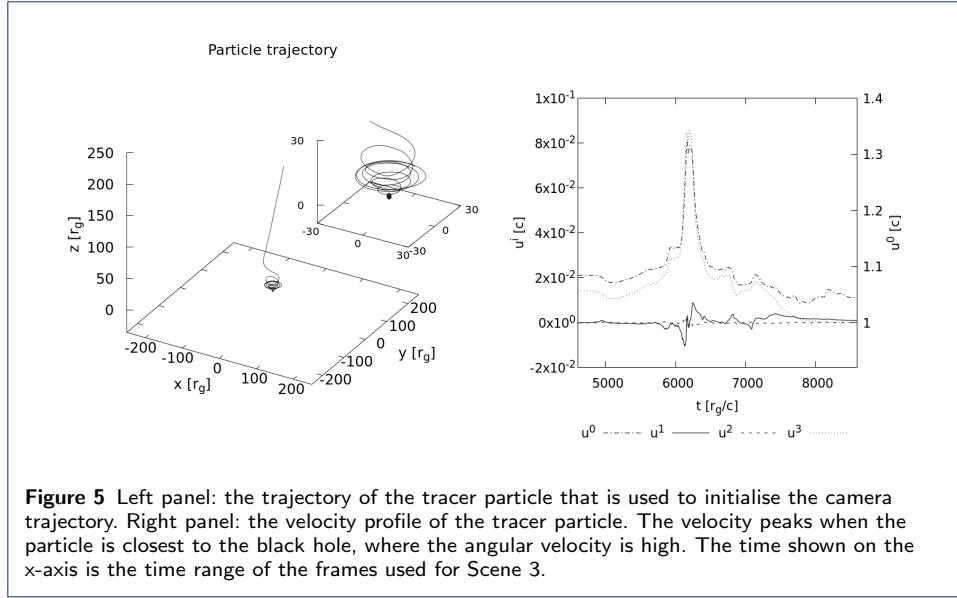 Particle trajectory
250
200
150
100
50
0
z [rg]
-200
-100
0
100
200
x [rg]
-200
-100
0
100
200
y [rg]
30
0
-30
0
30
-30
0
30
1x10-1
8x10-2
6x10-2
4x10-2
2x10-2
0x100
-2x10-2
ui [c]
1.4
1.3
1.2
1.1
1
u0 [c]
5000 6000 7000 8000
t [rg/c]
u0 u1 u2 u3
Figure 5 Left panel: the trajectory of the tracer particle that is used to initialise the camera
trajectory. Right panel: the velocity profile of the tracer particle. The velocity peaks when the
particle is closest to the black hole, where the angular velocity is high. The time shown on the
x-axis is the time range of the frames used for Scene 3.